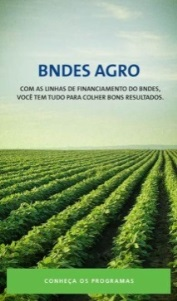 BNDES AGRO
COM AS LINHAS DE FINANCIAMENTO DO BNDES,
VOCÊ TEM TUDO PARA COLHER BONS RESULTADOS.
CONHEÇA OS PROGRAMAS